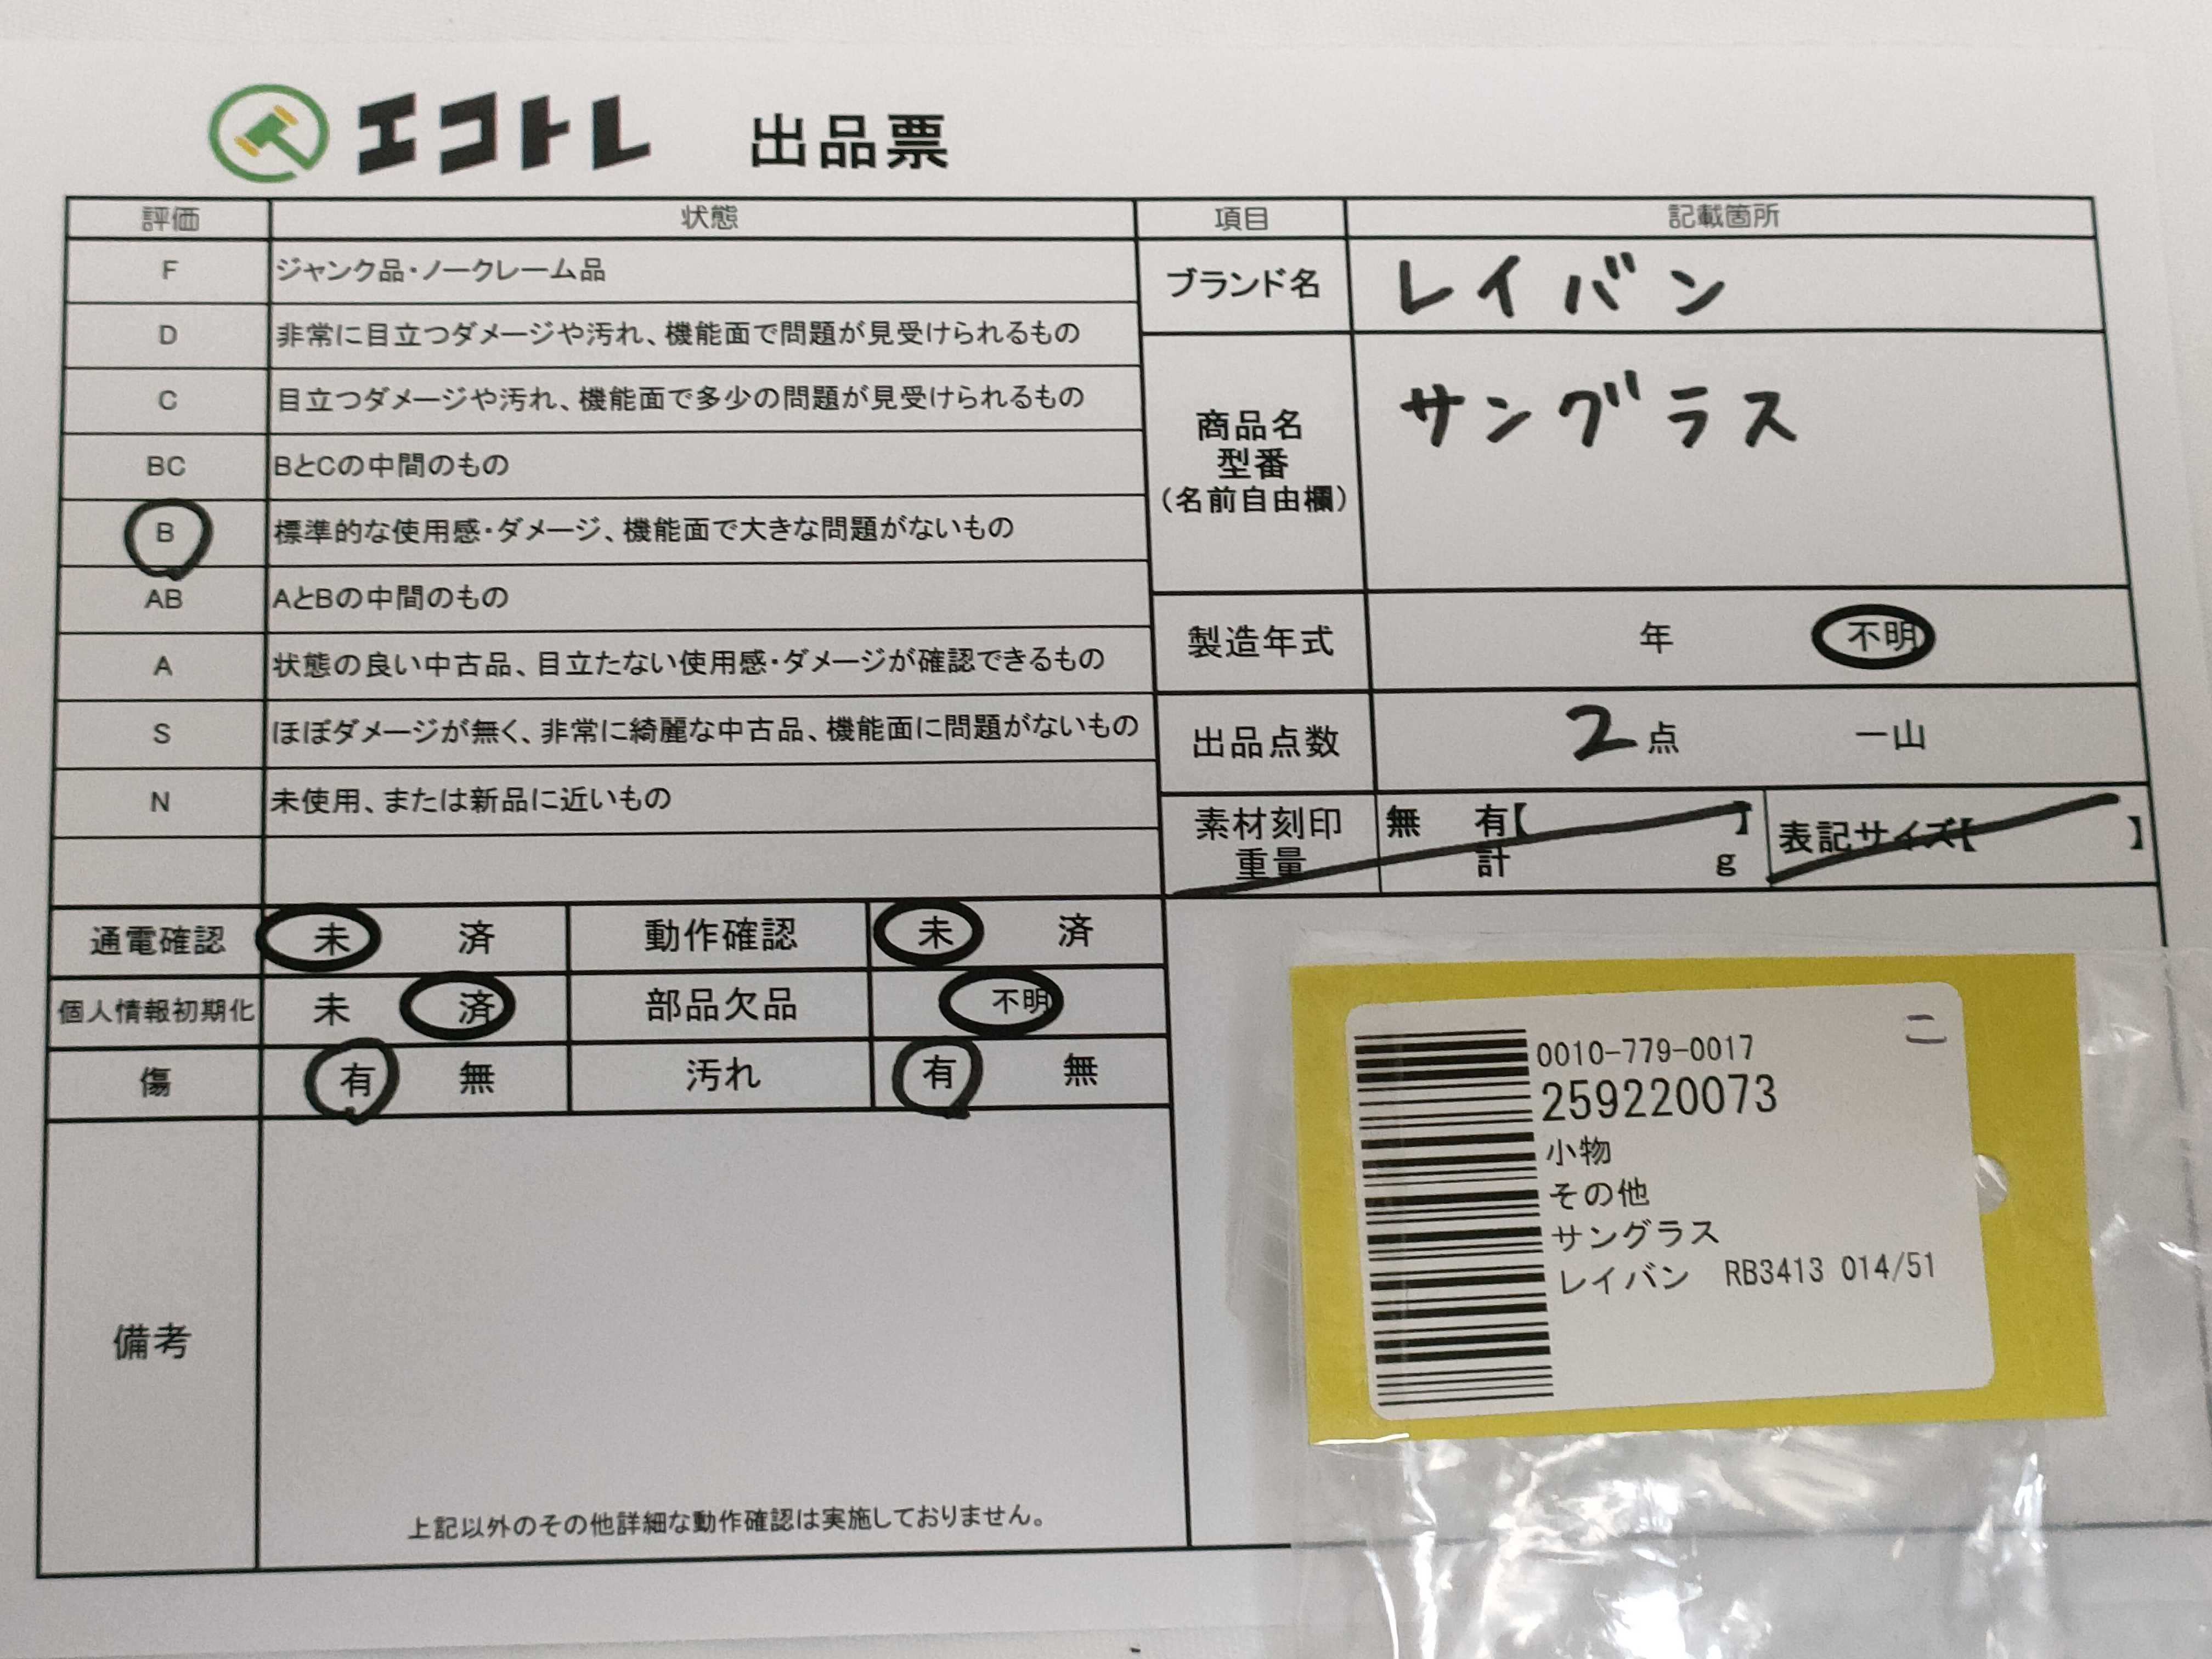 エコトレ 出品票
評価 状態 項目 記載箇所
F ジャンク品・ノークレーム品
D 非常に目立つダメージや汚れ、機能面で問題が見受けられるもの
C 目立つダメージや汚れ、機能面で多少の問題が見受けられるもの
BC BとCの中間のもの
B 標準的な使用感・ダメージ、機能面で大きな問題がないもの
AB AとBの中間のもの
A 状態の良い中古品、目立たない使用感・ダメージが確認できるもの
S ほぼダメージが無く、非常に綺麗な中古品、機能面に問題がないもの
N 未使用、または新品に近いもの
ブランド名 レイバン
商品名
型番
(名前自由欄)
サングラス
製造年式 年 不明
出品点数 2点 一山
素材刻印 無 有【 】
重量 計 g
表記サイズ【 】
通電確認 未 済 動作確認 未 済
個人情報初期化 未 済 部品欠品 不明
傷 有 無 汚れ 有 無
備考
上記以外のその他詳細な動作確認は実施しておりません。
0010-779-0017
259220073
小物
その他
サングラス
レイバン RB3413 014/51